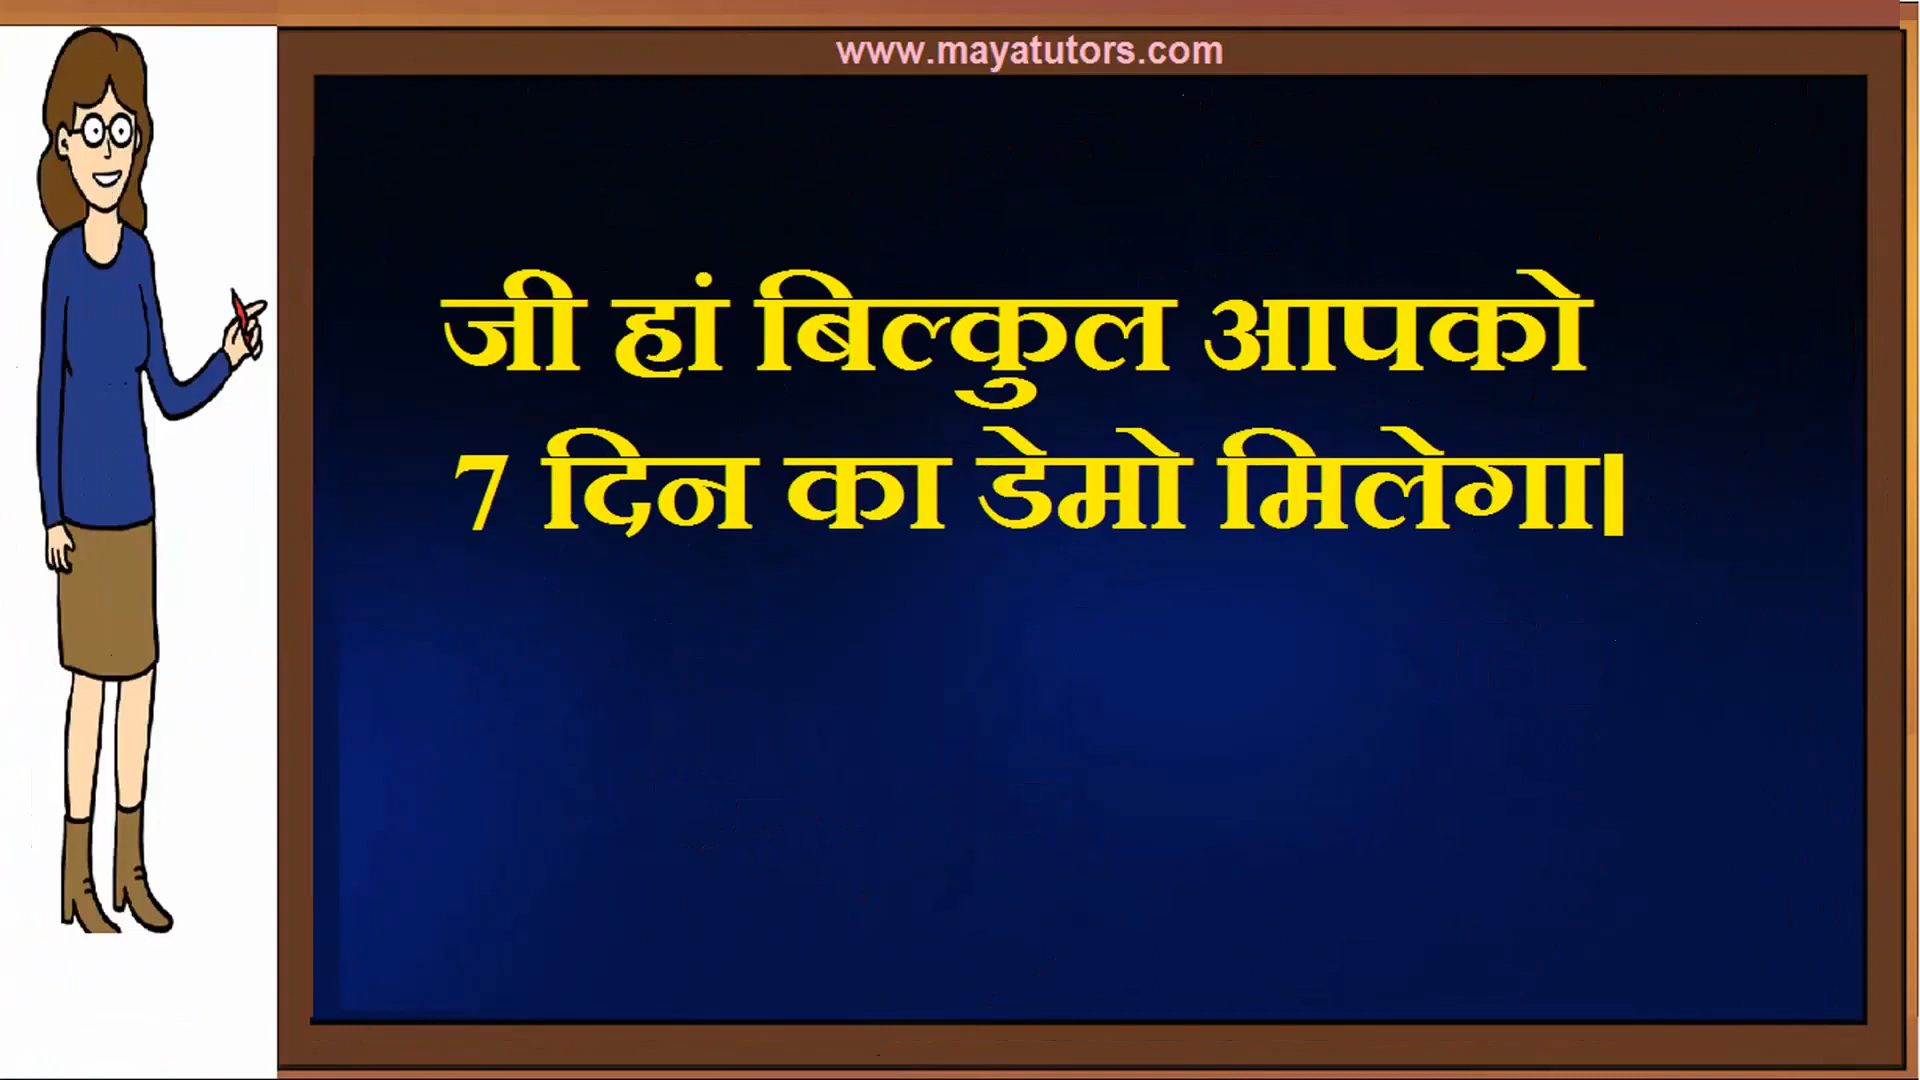 www.mayatutors.com
जी हां बिल्कुल आपको
7 दिन का डेमो मिलेगा।